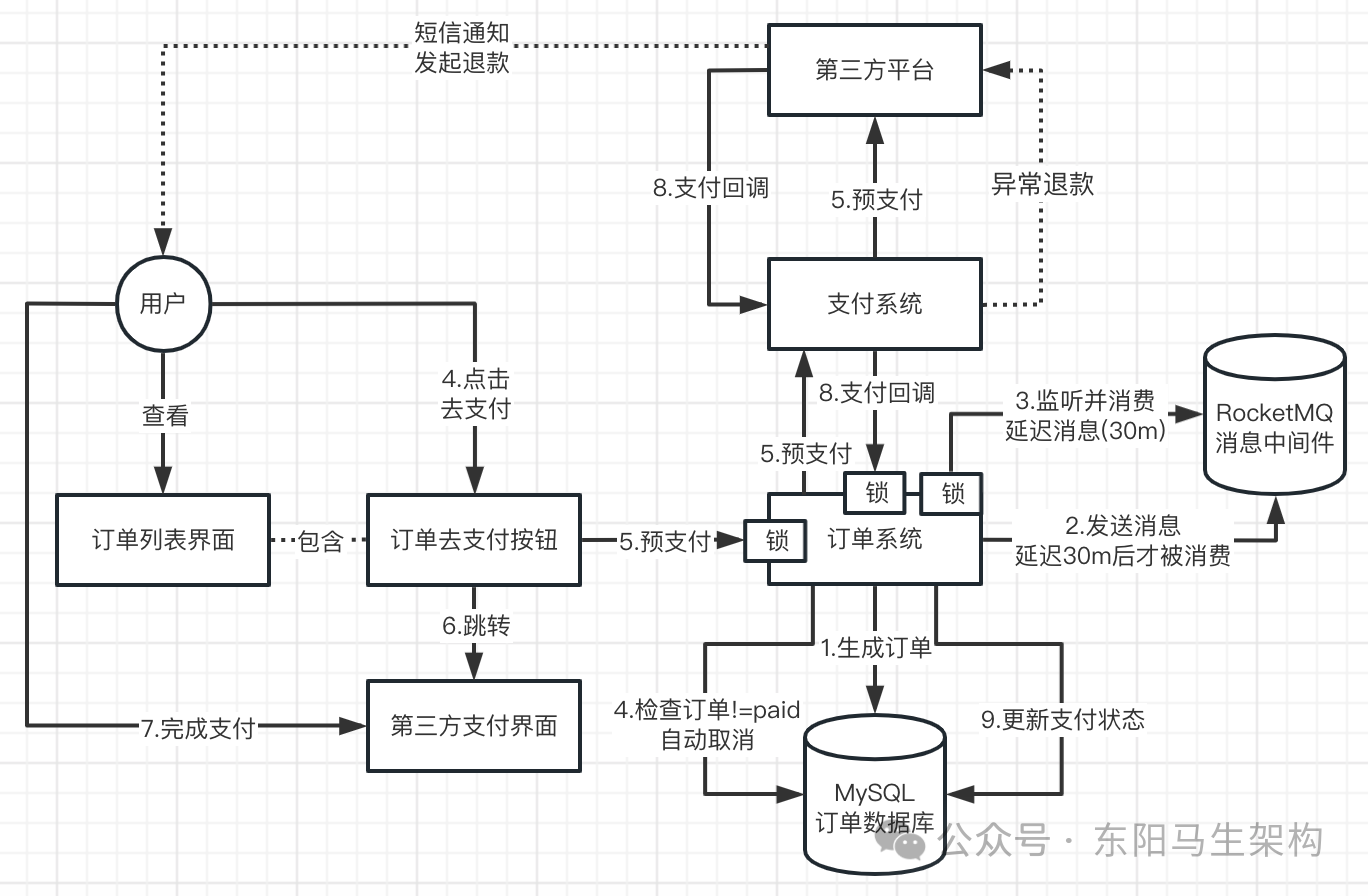 短信通知
发起退款
第三方平台
8.支付回调
5.预支付
异常退款
用户
支付系统
查看
4.点击
去支付
8.支付回调
5.预支付
3.监听并消费
延迟消息(30m)
RocketMQ
消息中间件
锁
锁
订单列表界面
包含
订单去支付按钮
5.预支付
锁
订单系统
2.发送消息
延迟30m后才被消费
6.跳转
1.生成订单
7.完成支付
第三方支付界面
4.检查订单!=paid
自动取消
9.更新支付状态
MySQL
订单数据库
公众号 · 东阳马生架构